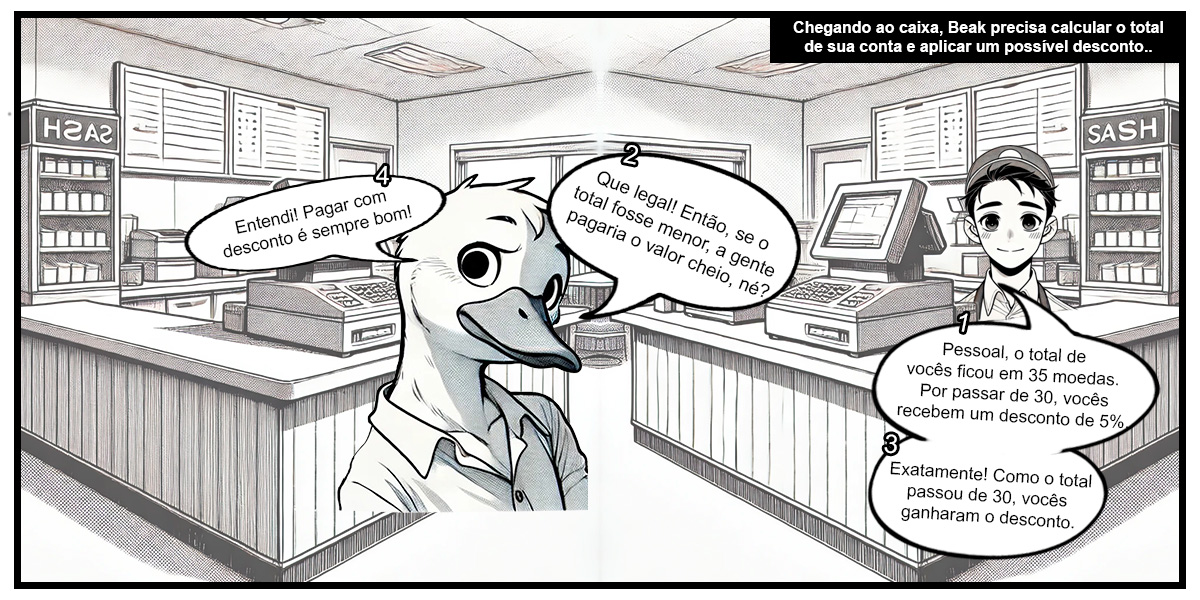 Chegando ao caixa, Beak precisa calcular o total
de sua conta e aplicar um possível desconto..
HSAS
SASH
1
Pessoal, o total de
vocês ficou em 35 moedas.
Por passar de 30, vocês
recebem um desconto de 5%
2
Que legal! Então, se o
total fosse menor, a gente
pagaria o valor cheio, né?
3
Exatamente! Como o total
passou de 30, vocês
ganharam o desconto.
4
Entendi! Pagar com
desconto é sempre bom!